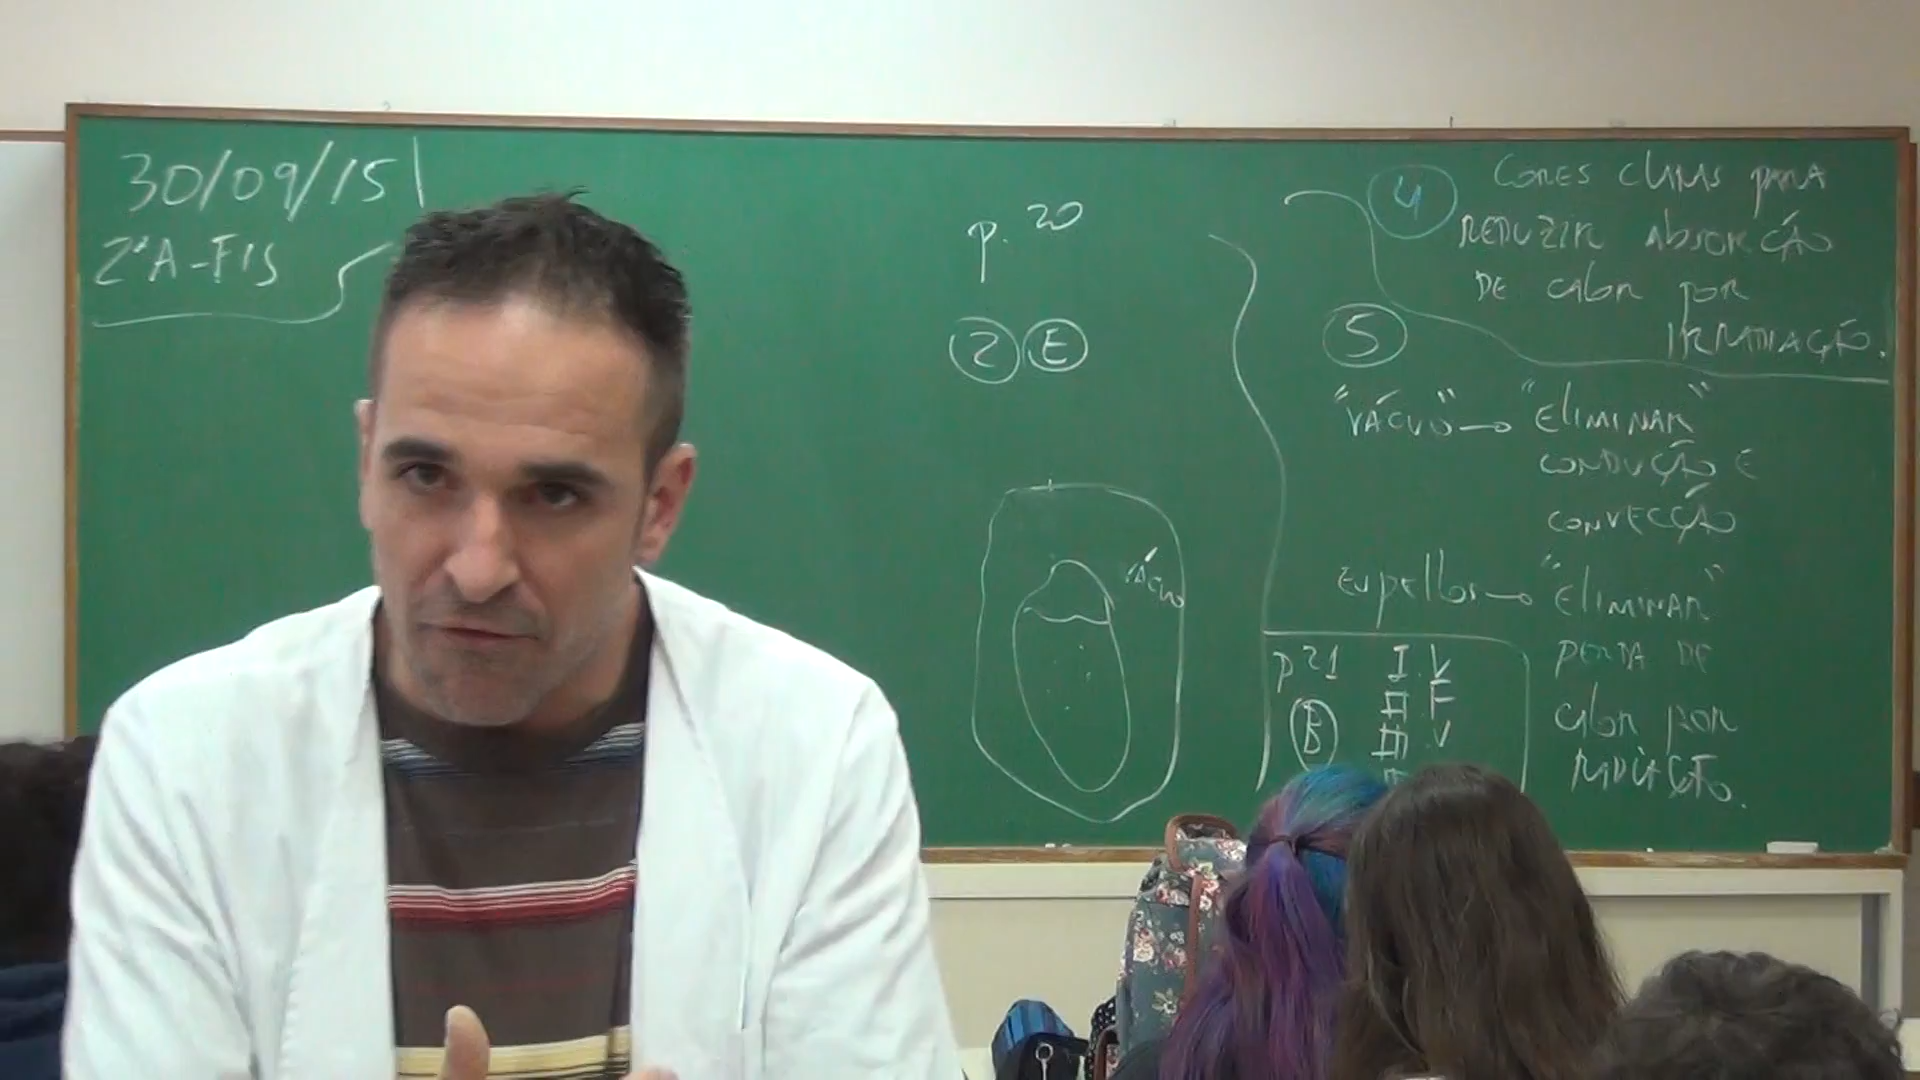 30/09/15
2ªA-FIS
p. 20
2 E
VÁCUO
4 CORES CLARAS PARA
REDUZIR ABSORÇÃO
DE CALOR POR
IRRADIAÇÃO.
5
"VÁCUO" → "ELIMINAR"
CONDUÇÃO E
CONVECÇÃO
ESPELHOS → "ELIMINAR"
PERDA DE
CALOR POR
RADIAÇÃO.
p 21 I V
II F
B III V